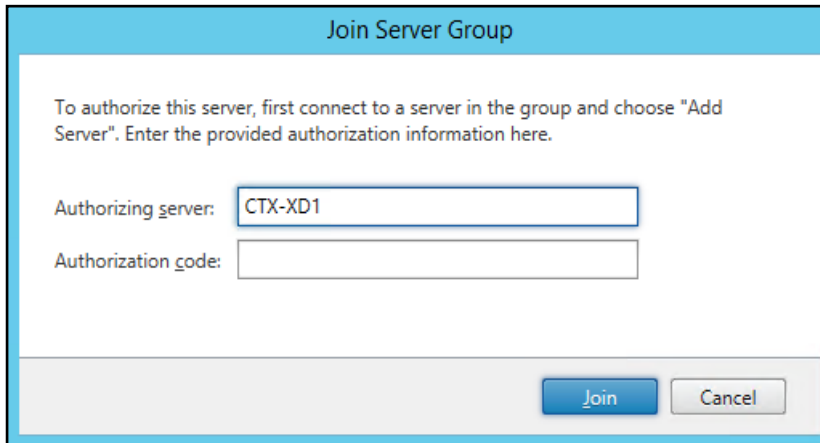 Join Server Group
To authorize this server, first connect to a server in the group and choose "Add
Server". Enter the provided authorization information here.
Authorizing server: CTX-XD1
Authorization code:
Join Cancel